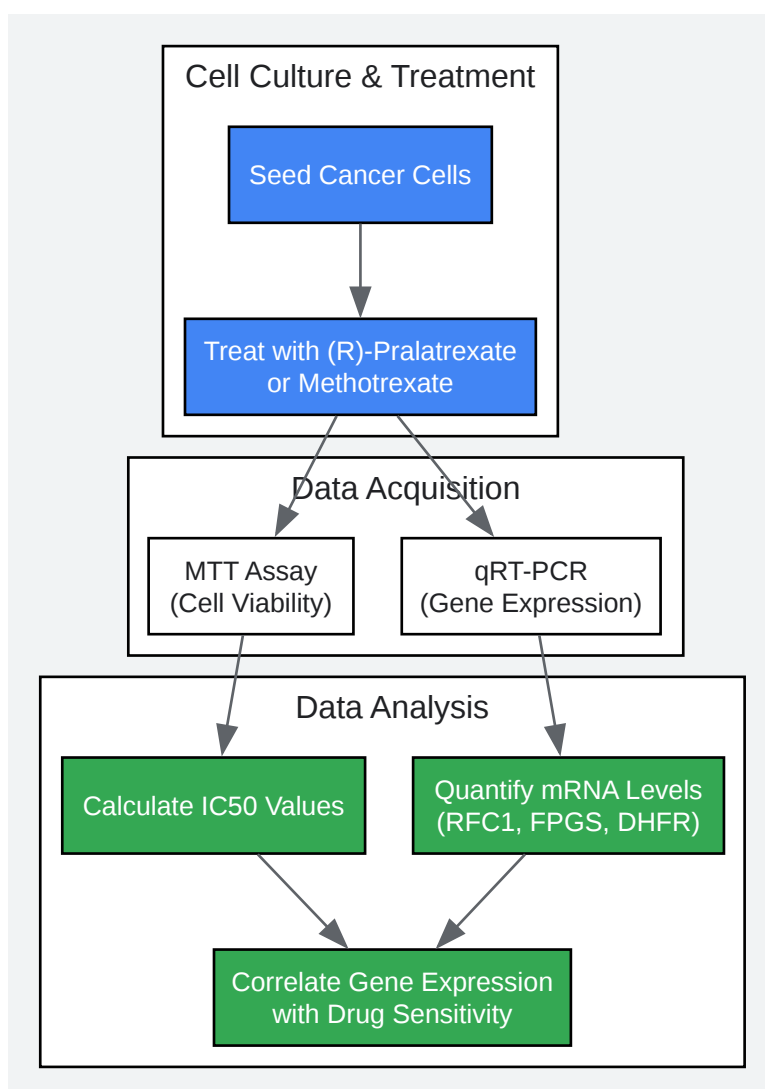 Cell Culture & Treatment
Seed Cancer Cells
Treat with (R)-Pralatrexate
or Methotrexate
Data Acquisition
MTT Assay
(Cell Viability)
qRT-PCR
(Gene Expression)
Data Analysis
Calculate IC50 Values
Quantify mRNA Levels
(RFC1, FPGS, DHFR)
Correlate Gene Expression
with Drug Sensitivity